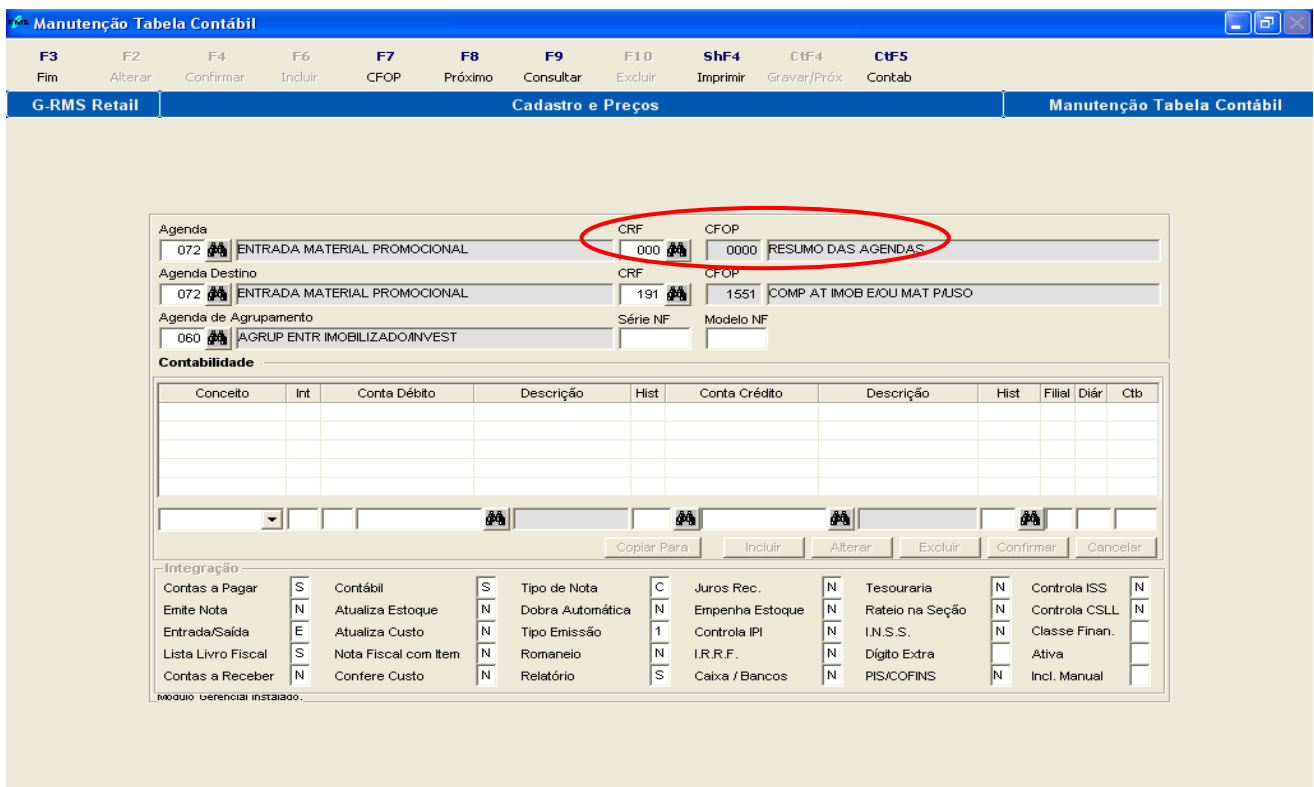 RMS Manutenção Tabela Contábil
F3 F2 F4 F6 F7 F8 F9 F10 ShF4 CtF4 CtF5
Fim Alterar Confirmar Incluir CFOP Próximo Consultar Excluir Imprimir Gravar/Próx Contab
G-RMS Retail Cadastro e Preços Manutenção Tabela Contábil
Agenda CRF CFOP
072 ENTRADA MATERIAL PROMOCIONAL 000 0000 RESUMO DAS AGENDAS
Agenda Destino CRF CFOP
072 ENTRADA MATERIAL PROMOCIONAL 191 1551 COMP AT IMOB E/OU MAT P/USO
Agenda de Agrupamento Série NF Modelo NF
060 AGRUP ENTR IMOBILIZADO/INVEST
Contabilidade
Conceito Int Conta Débito Descrição Hist Conta Crédito Descrição Hist Filial Diár Ctb
Copiar Para Incluir Alterar Excluir Confirmar Cancelar
Integração
Contas a Pagar S Contábil S Tipo de Nota C Juros Rec. N Tesouraria N Controla ISS N
Emite Nota N Atualiza Estoque N Dobra Automática N Empenha Estoque N Rateio na Seção N Controla CSLL N
Entrada/Saída E Atualiza Custo N Tipo Emissão 1 Controla IPI N I.N.S.S. N Classe Finan.
Lista Livro Fiscal S Nota Fiscal com Item N Romaneio N I.R.R.F. N Dígito Extra Ativa
Contas a Receber N Confere Custo N Relatório S Caixa / Bancos N PIS/COFINS N Incl. Manual
Módulo Gerencial Instalado.